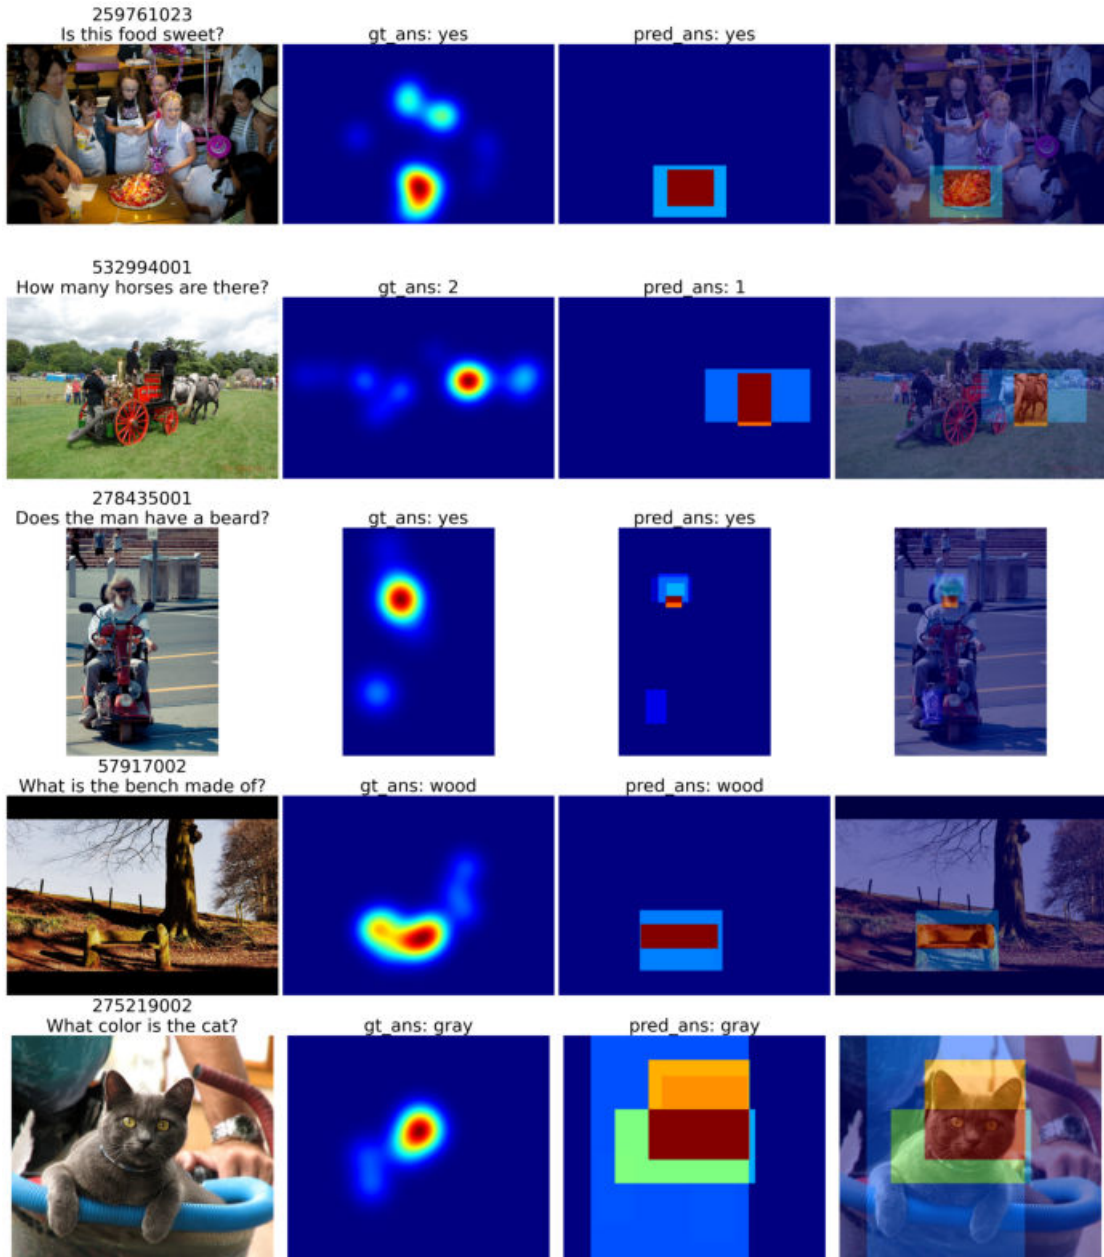 259761023
Is this food sweet?
gt_ans: yes
pred_ans: yes
532994001
How many horses are there?
gt_ans: 2
pred_ans: 1
278435001
Does the man have a beard?
gt_ans: yes
pred_ans: yes
57917002
What is the bench made of?
gt_ans: wood
pred_ans: wood
275219002
What color is the cat?
gt_ans: gray
pred_ans: gray